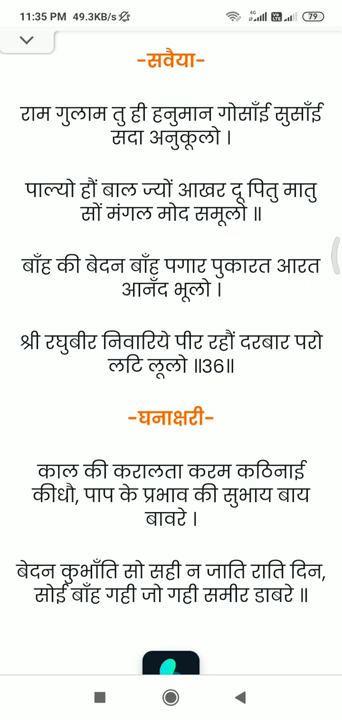 11:35 PM 49.3KB/s
4G
79
-सवैया-
राम गुलाम तु ही हनुमान गोसाँई सुसाँई
सदा अनुकूलो ।
पाल्यो हौं बाल ज्यों आखर दू पितु मातु
सों मंगल मोद समूलो ॥
बाँह की बेदन बाँह पगार पुकारत आरत
आनँद भूलो ।
श्री रघुबीर निवारिये पीर रहौं दरबार परो
लटि लूलो ॥36॥
-घनाक्षरी-
काल की करालता करम कठिनाई
कीधौ, पाप के प्रभाव की सुभाय बाय
बावरे ।
बेदन कुभाँति सो सही न जाति राति दिन,
सोई बाँह गही जो गही समीर डाबरे ॥